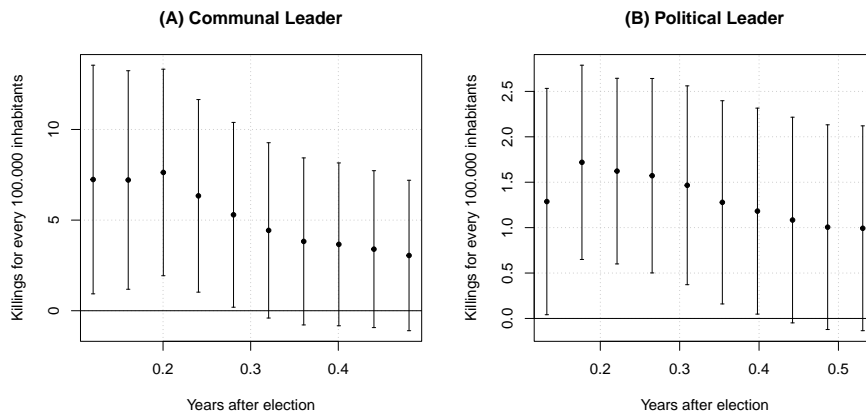 (A) Communal Leader
Killings for every 100.000 inhabitants
10
5
0
0.2 0.3 0.4
Years after election
(B) Political Leader
Killings for every 100.000 inhabitants
2.5
2.0
1.5
1.0
0.5
0.0
0.2 0.3 0.4 0.5
Years after election